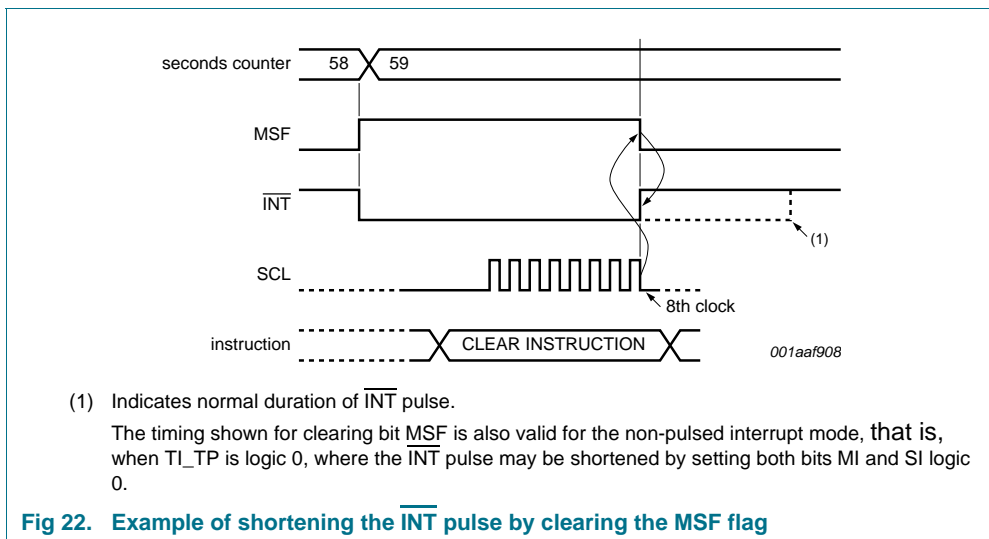 seconds counter 58 59
MSF
INT
(1)
SCL
8th clock
instruction CLEAR INSTRUCTION
001aaf908
(1) Indicates normal duration of INT pulse.
The timing shown for clearing bit MSF is also valid for the non-pulsed interrupt mode, that is,
when TI_TP is logic 0, where the INT pulse may be shortened by setting both bits MI and SI logic
0.
Fig 22. Example of shortening the INT pulse by clearing the MSF flag